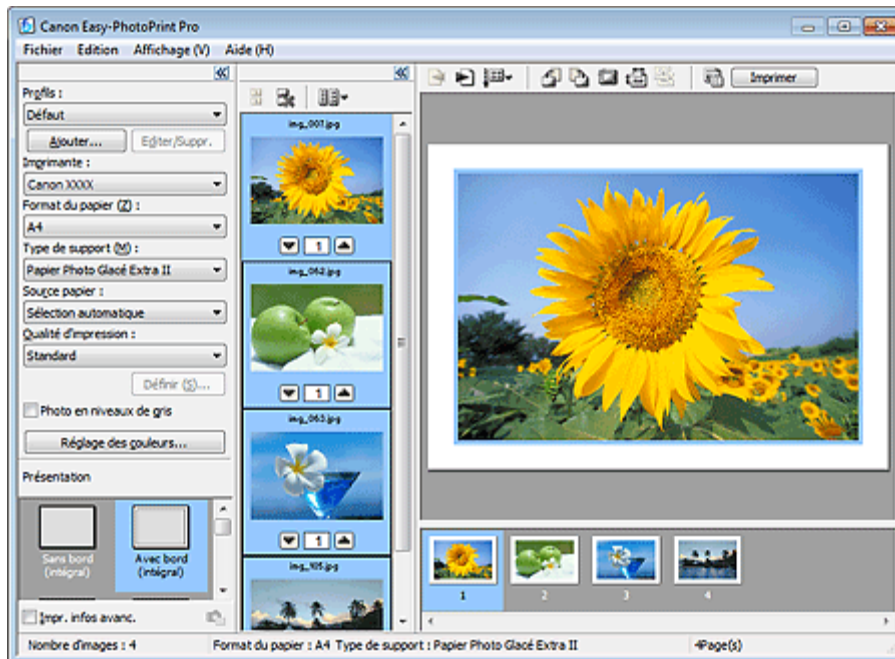 Canon Easy-PhotoPrint Pro
Fichier Edition Affichage (V) Aide (H)
Profils :
Défaut
Ajouter... Editer/Suppr.
Imprimante :
Canon XXXX
Format du papier (Z) :
A4
Type de support (M) :
Papier Photo Glacé Extra II
Source papier :
Sélection automatique
Qualité d'impression :
Standard
Définir (S)...
Photo en niveaux de gris
Réglage des couleurs...
Présentation
Sans bord (intégral)
Avec bord (intégral)
Impr. infos avanc.
img_001.jpg
1
img_062.jpg
1
img_063.jpg
1
img_105.jpg
Imprimer
1 2 3 4
Nombre d'images : 4 Format du papier : A4 Type de support : Papier Photo Glacé Extra II 4Page(s)